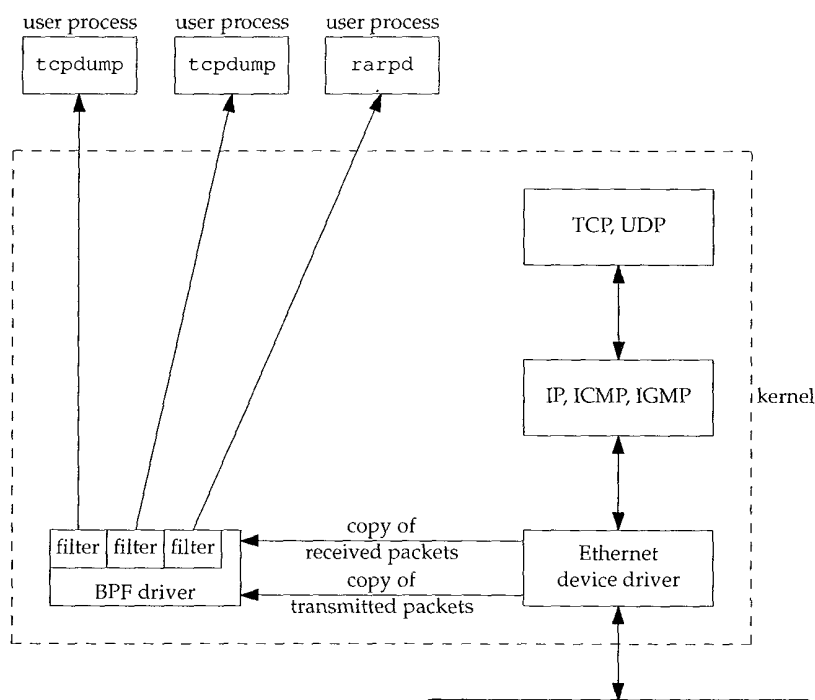 user process
user process
user process
tcpdump
tcpdump
rarpd
TCP, UDP
IP, ICMP, IGMP
kernel
filter
filter
filter
BPF driver
copy of
received packets
copy of
transmitted packets
Ethernet
device driver